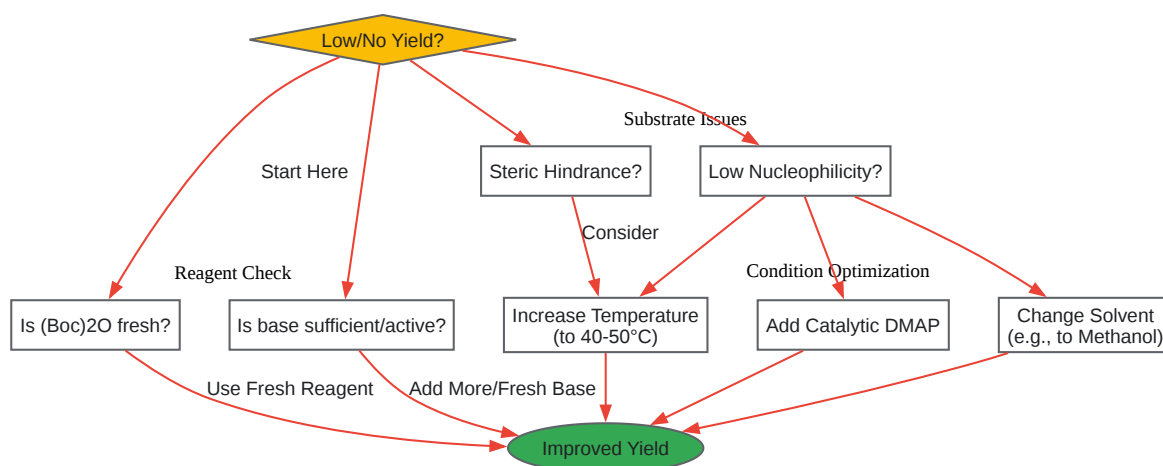 Low/No Yield?
Substrate Issues
Start Here
Steric Hindrance?
Low Nucleophilicity?
Consider
Reagent Check
Condition Optimization
Is (Boc)2O fresh?
Is base sufficient/active?
Increase Temperature
(to 40-50°C)
Add Catalytic DMAP
Change Solvent
(e.g., to Methanol)
Use Fresh Reagent
Add More/Fresh Base
Improved Yield